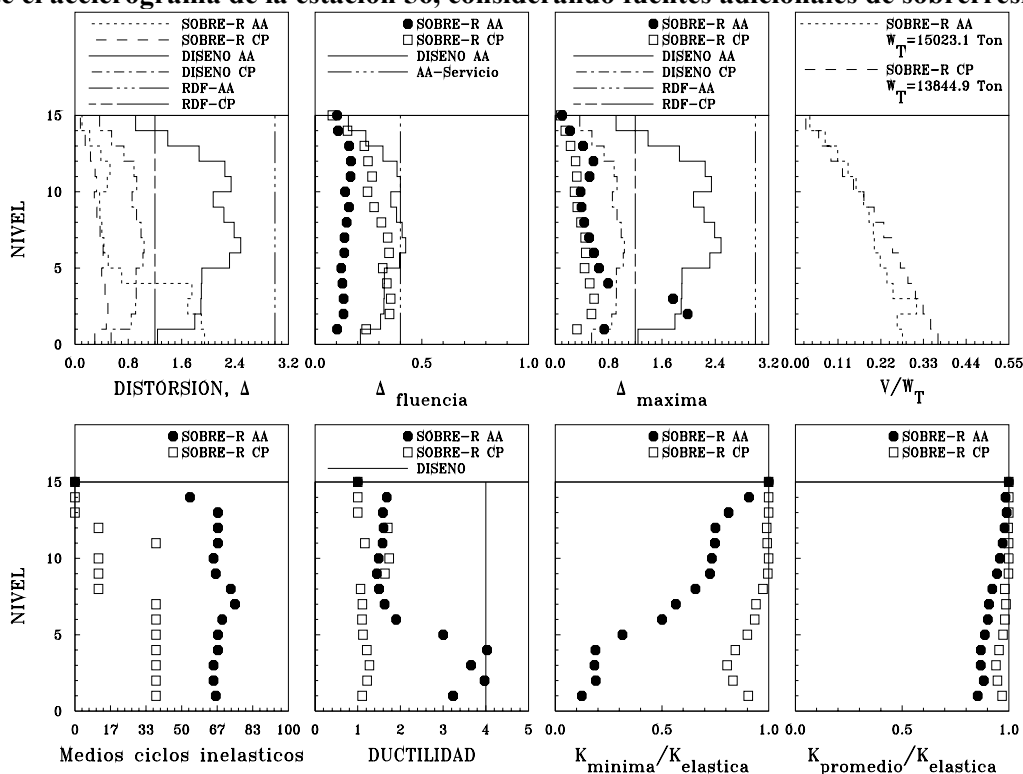 e el acelerograma de la estación 56, considerando fuentes adicionales de sobrerres
SOBRE-R AA
SOBRE-R CP
DISENO AA
DISENO CP
RDF-AA
RDF-CP
15
10
5
0
NIVEL
0.0 0.8 1.6 2.4 3.2
DISTORSION, Δ
SOBRE-R AA
SOBRE-R CP
DISENO AA
AA-Servicio
0.0 0.5 1.0
Δ fluencia
SOBRE-R AA
SOBRE-R CP
DISENO AA
DISENO CP
RDF-AA
RDF-CP
0.0 0.8 1.6 2.4 3.2
Δ maxima
SOBRE-R AA
W_T=15023.1 Ton
SOBRE-R CP
W_T=13844.9 Ton
0.00 0.11 0.22 0.33 0.44 0.55
V/W_T
SOBRE-R AA
SOBRE-R CP
15
10
5
0
NIVEL
0 17 33 50 67 83 100
Medios ciclos inelasticos
SOBRE-R AA
SOBRE-R CP
DISENO
0 1 2 3 4 5
DUCTILIDAD
SOBRE-R AA
SOBRE-R CP
0.0 0.5 1.0
K minima/K elastica
SOBRE-R AA
SOBRE-R CP
0.0 0.5 1.0
K promedio/K elastica